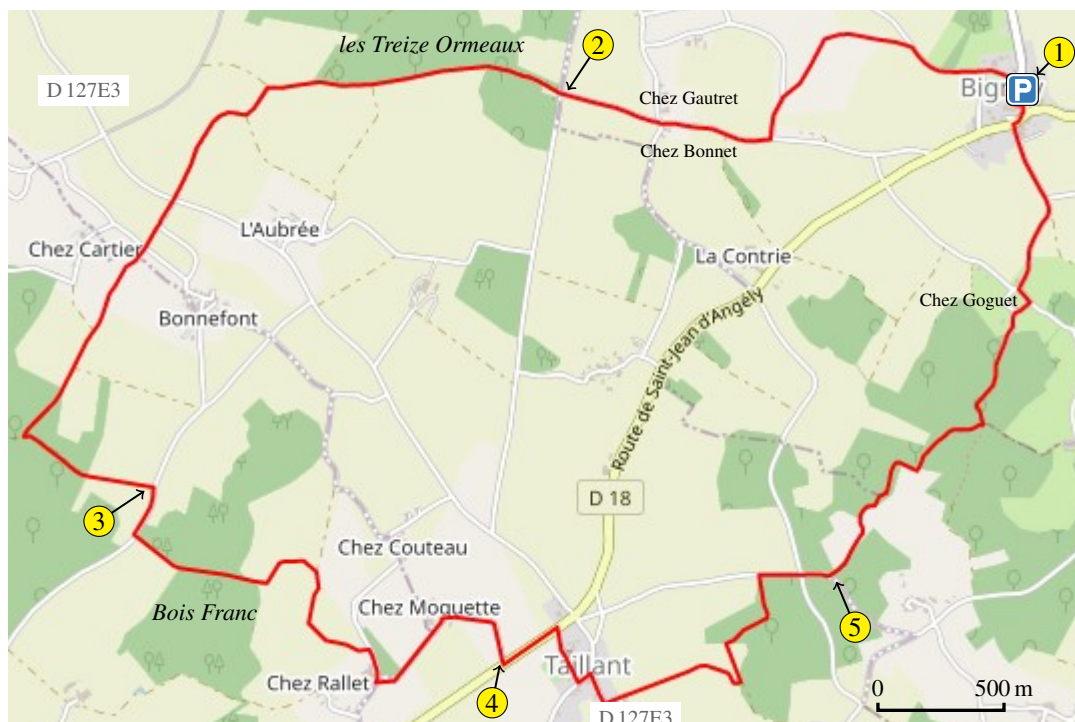 les Treize Ormeaux
2
1
P
D 127E3
Chez Gautret
Chez Bonnet
L'Aubrée
Chez Cartier
La Contrie
Bonnefont
Chez Goguet
Route de Saint-Jean d'Angély
D 18
3
Chez Couteau
Chez Moquette
Bois Franc
5
Taillant
Chez Rallet
4
0 500 m
D 127E3